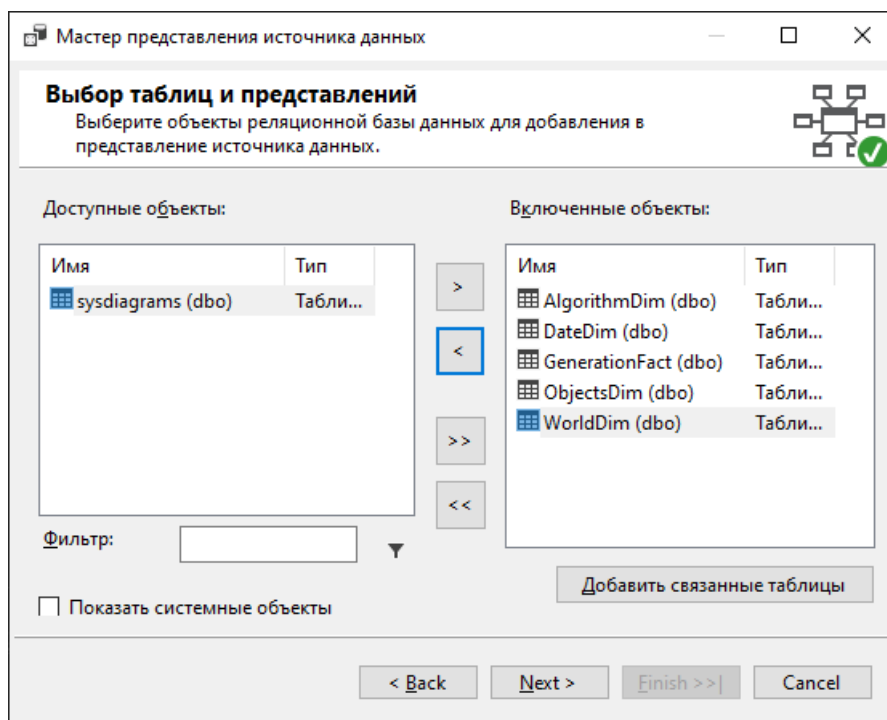 Мастер представления источника данных
Выбор таблиц и представлений
Выберите объекты реляционной базы данных для добавления в
представление источника данных.
Доступные объекты:
Имя Тип
sysdiagrams (dbo) Табли...
Фильтр:
Показать системные объекты
>
<
>>
<<
Включенные объекты:
Имя Тип
AlgorithmDim (dbo) Табли...
DateDim (dbo) Табли...
GenerationFact (dbo) Табли...
ObjectsDim (dbo) Табли...
WorldDim (dbo) Табли...
Добавить связанные таблицы
< Back Next > Finish >>| Cancel